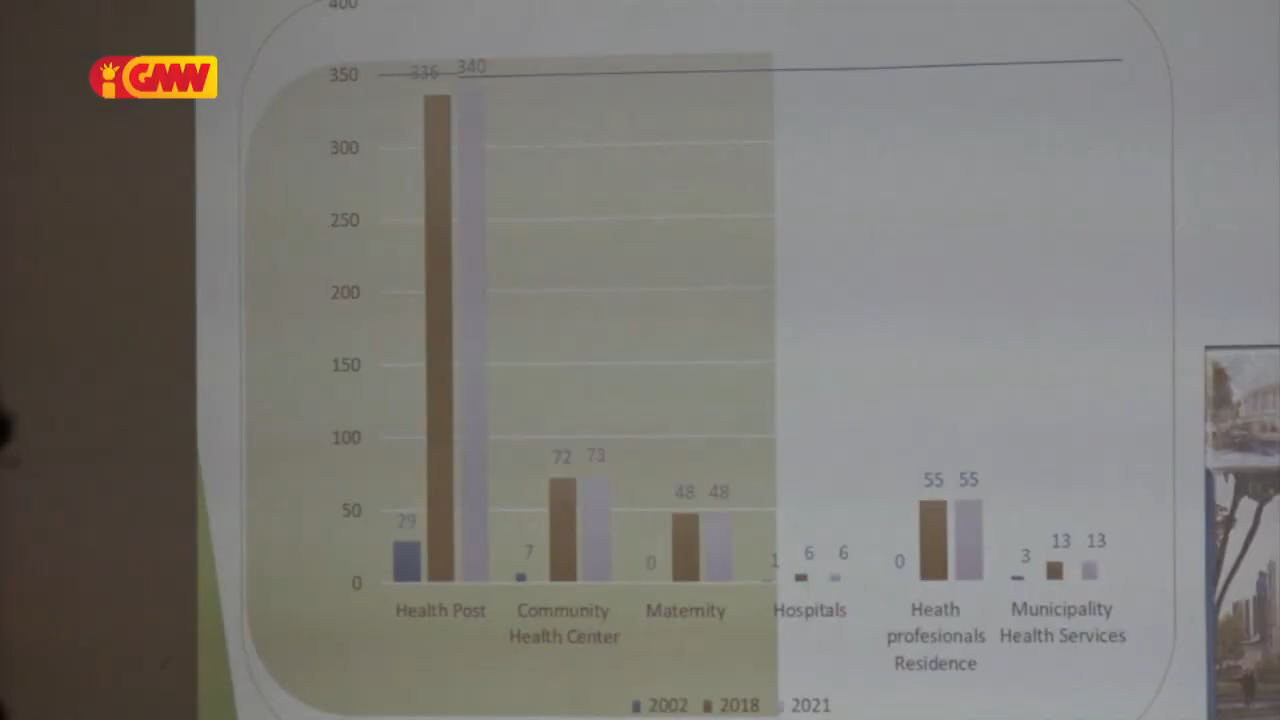 400
GMW
350
336 340
300
250
200
150
100
72 73
55 55
50
48 48
29
7
0
1
6 6
0
3
13 13
0
Health Post
Community
Health Center
Maternity
Hospitals
Heath
profesionals
Residence
Municipality
Health Services
2002 2018 2021